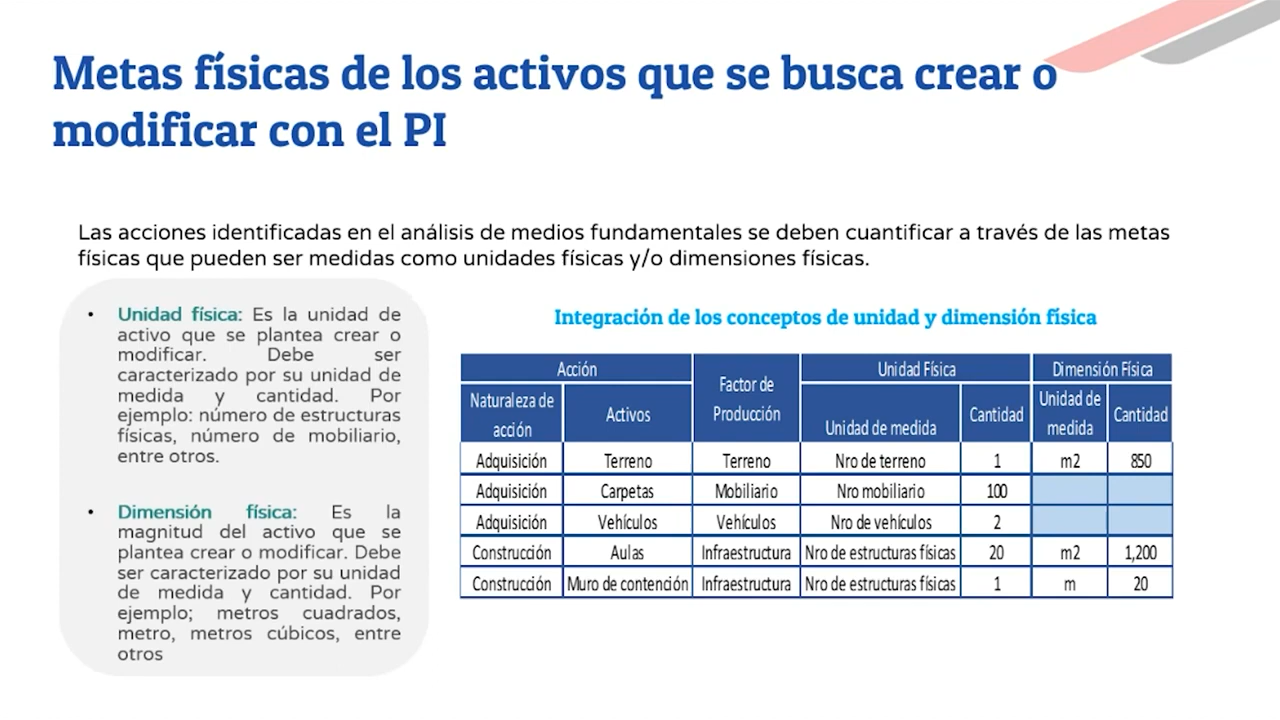 Metas físicas de los activos que se busca crear o
modificar con el PI
Las acciones identificadas en el análisis de medios fundamentales se deben cuantificar a través de las metas
físicas que pueden ser medidas como unidades físicas y/o dimensiones físicas.
• Unidad física: Es la unidad de
activo que se plantea crear o
modificar. Debe ser
caracterizado por su unidad de
medida y cantidad. Por
ejemplo: número de estructuras
físicas, número de mobiliario,
entre otros.
• Dimensión física: Es la
magnitud del activo que se
plantea crear o modificar. Debe
ser caracterizado por su unidad
de medida y cantidad. Por
ejemplo; metros cuadrados,
metro, metros cúbicos, entre
otros
Integración de los conceptos de unidad y dimensión física
Acción Factor de Producción Unidad Física Dimensión Física
Naturaleza de acción Activos Unidad de medida Cantidad Unidad de medida Cantidad
Adquisición Terreno Terreno Nro de terreno 1 m2 850
Adquisición Carpetas Mobiliario Nro mobiliario 100
Adquisición Vehículos Vehículos Nro de vehículos 2
Construcción Aulas Infraestructura Nro de estructuras físicas 20 m2 1,200
Construcción Muro de contención Infraestructura Nro de estructuras físicas 1 m 20